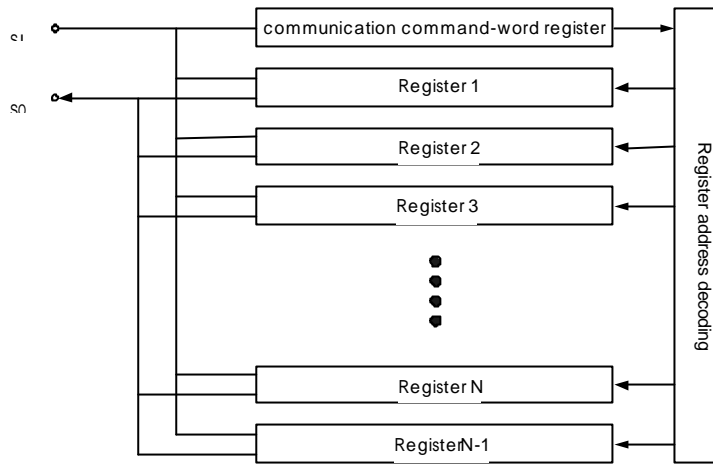 communication command-word register
Register 1
Register 2
Register 3
Register N
RegisterN-1
Register address decoding